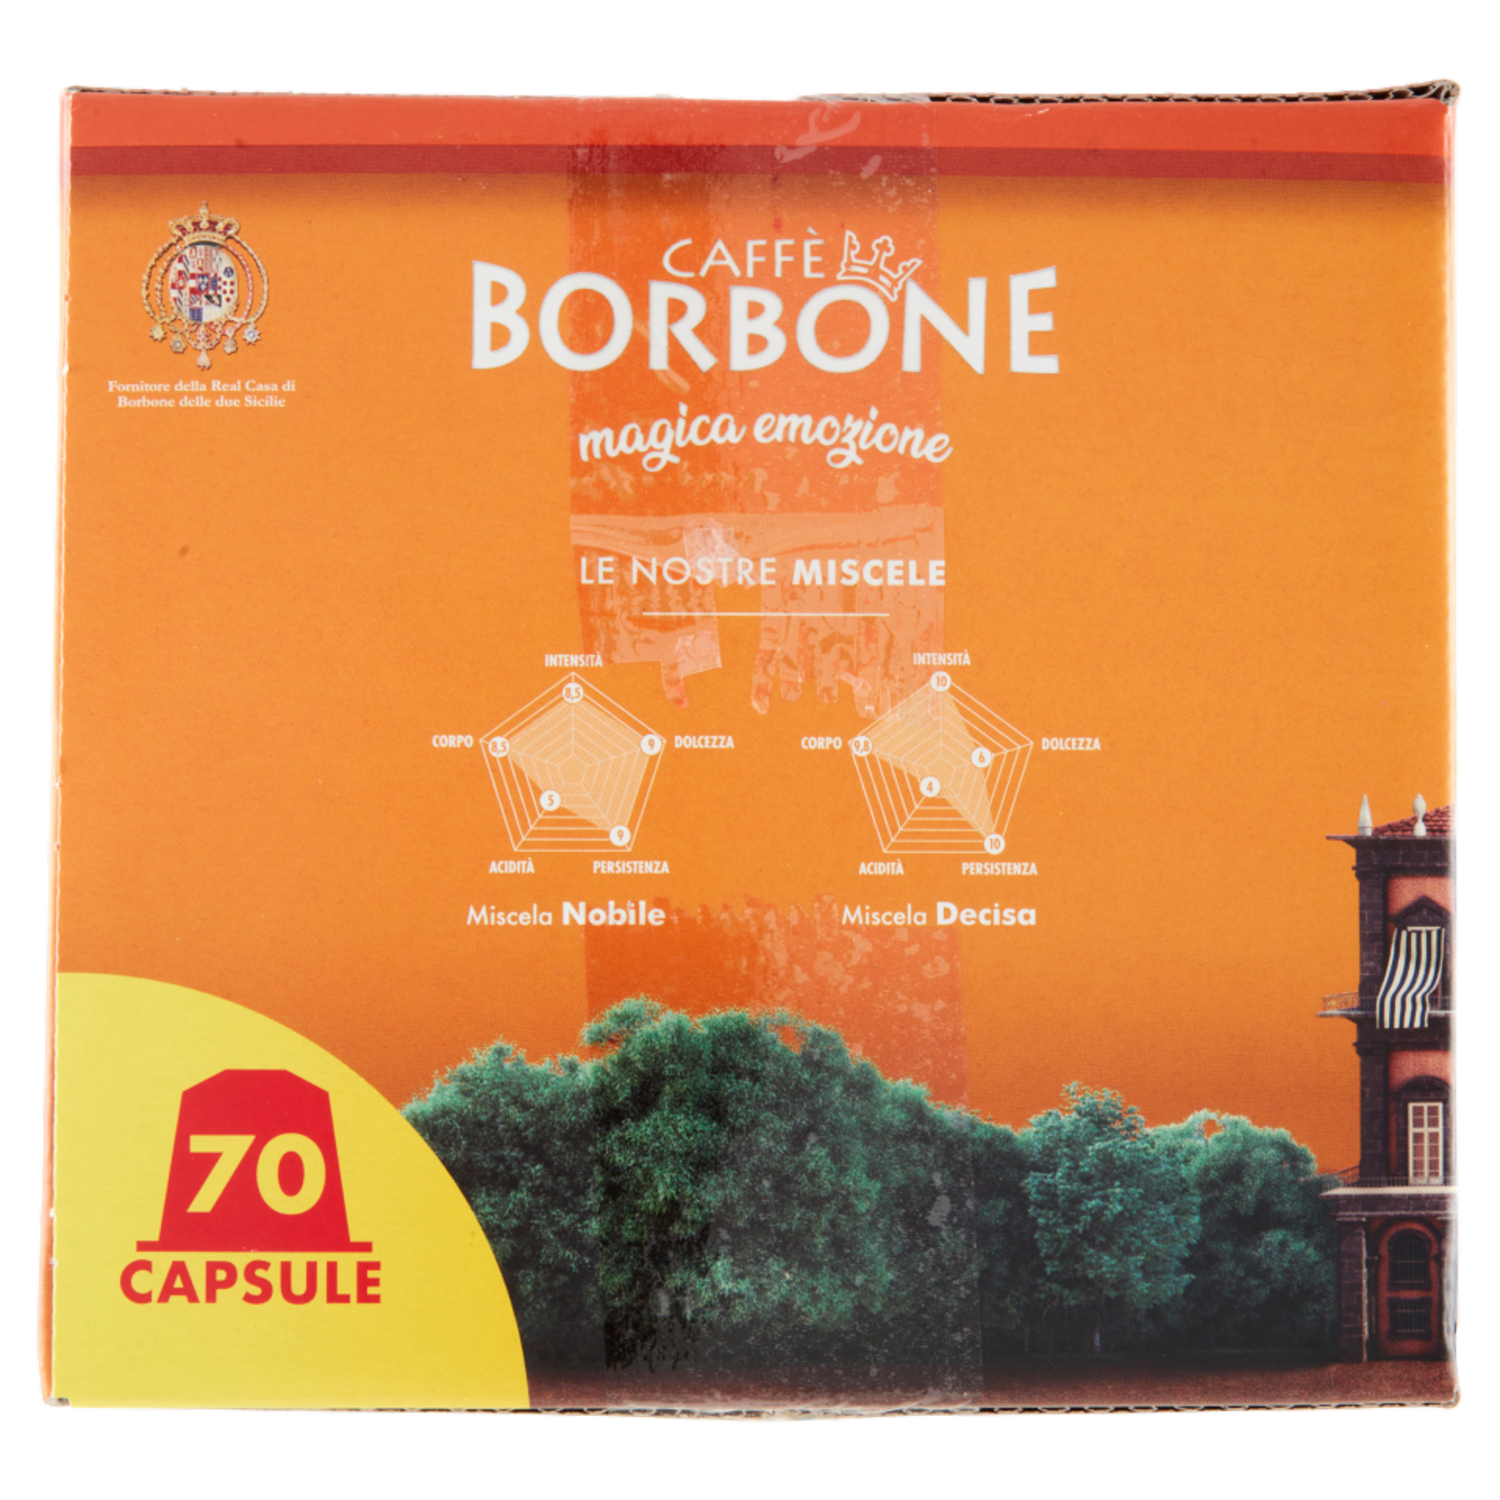 Fornitore della Real Casa di
Borbone delle due Sicilie
CAFFÈ
BORBONE
magica emozione
LE NOSTRE MISCELE
INTENSITÀ
8,5
CORPO
8,5
9
DOLCEZZA
5
9
ACIDITÀ
PERSISTENZA
Miscela Nobile
INTENSITÀ
10
CORPO
9,8
6
DOLCEZZA
4
10
ACIDITÀ
PERSISTENZA
Miscela Decisa
70
CAPSULE